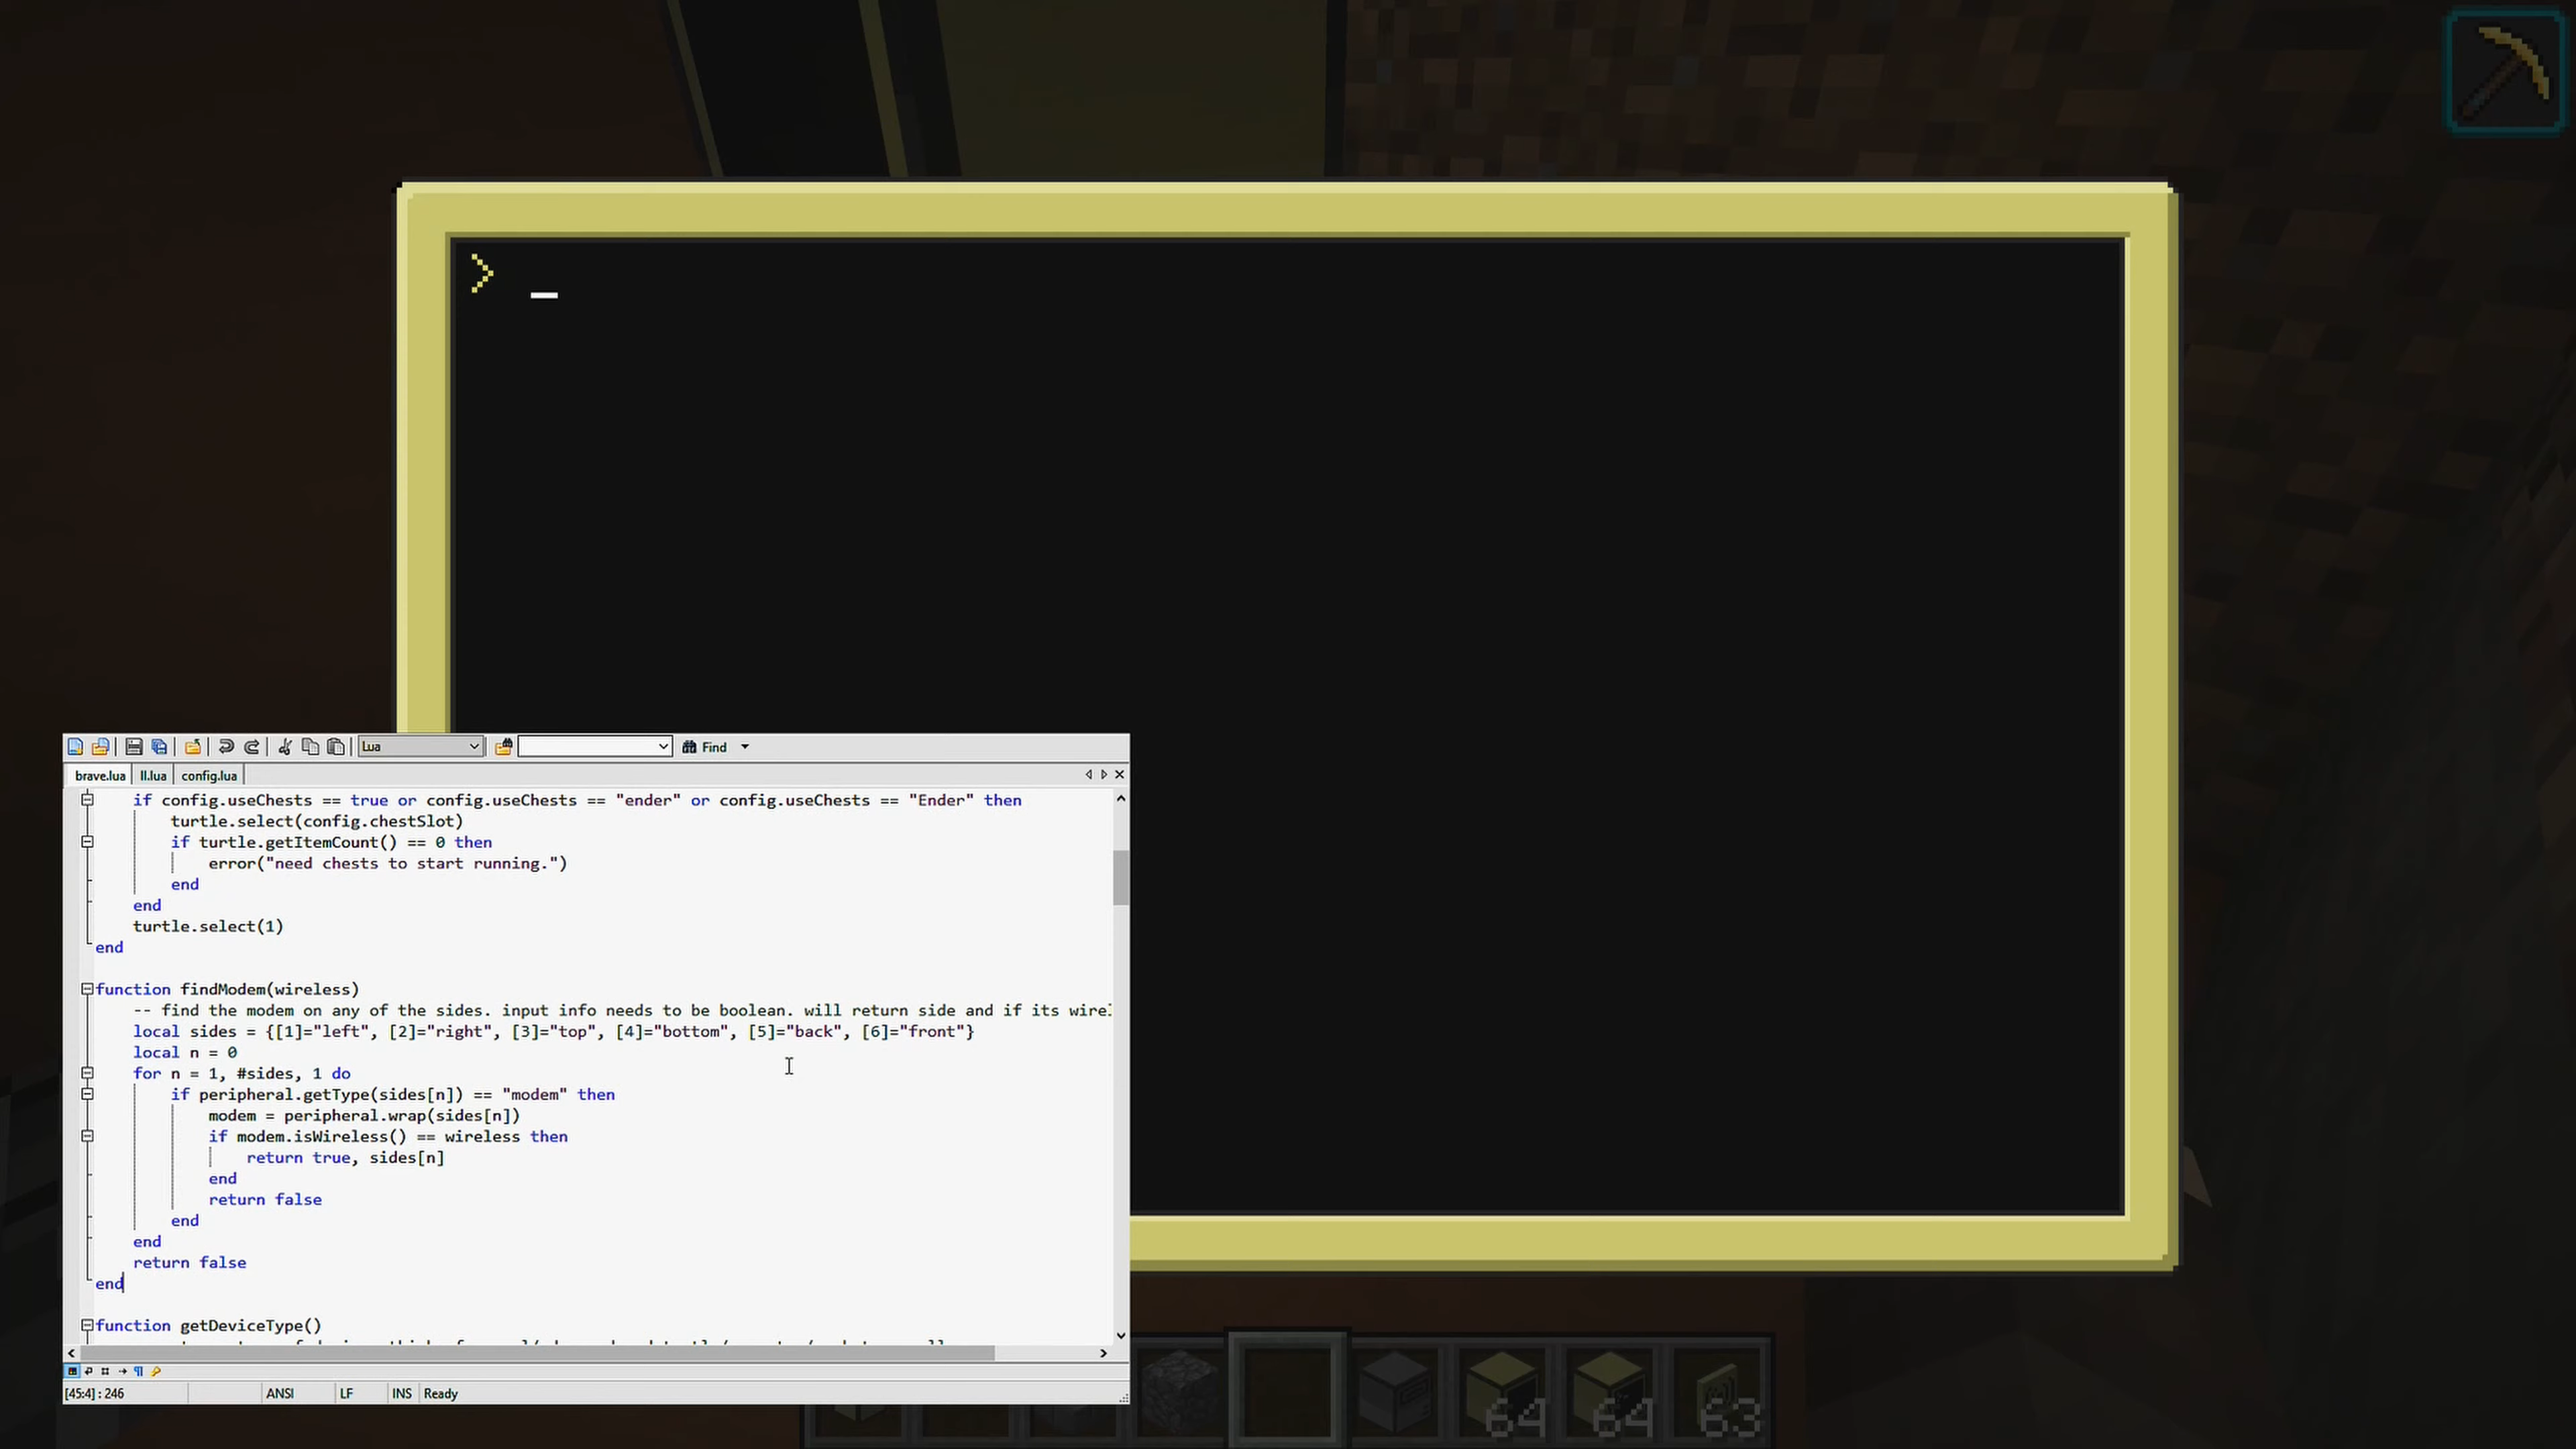 > _
Lua
Find
brave.lua ll.lua config.lua
if config.useChests == true or config.useChests == "ender" or config.useChests == "Ender" then
turtle.select(config.chestSlot)
if turtle.getItemCount() == 0 then
error("need chests to start running.")
end
end
turtle.select(1)
end
function findModem(wireless)
-- find the modem on any of the sides. input info needs to be boolean. will return side and if its
local sides = {[1]="left", [2]="right", [3]="top", [4]="bottom", [5]="back", [6]="front"}
local n = 0
for n = 1, #sides, 1 do
if peripheral.getType(sides[n]) == "modem" then
modem = peripheral.wrap(sides[n])
if modem.isWireless() == wireless then
return true, sides[n]
end
return false
end
end
return false
end
function getDeviceType()
[45:4] : 246 ANSI LF INS Ready
64 64 63